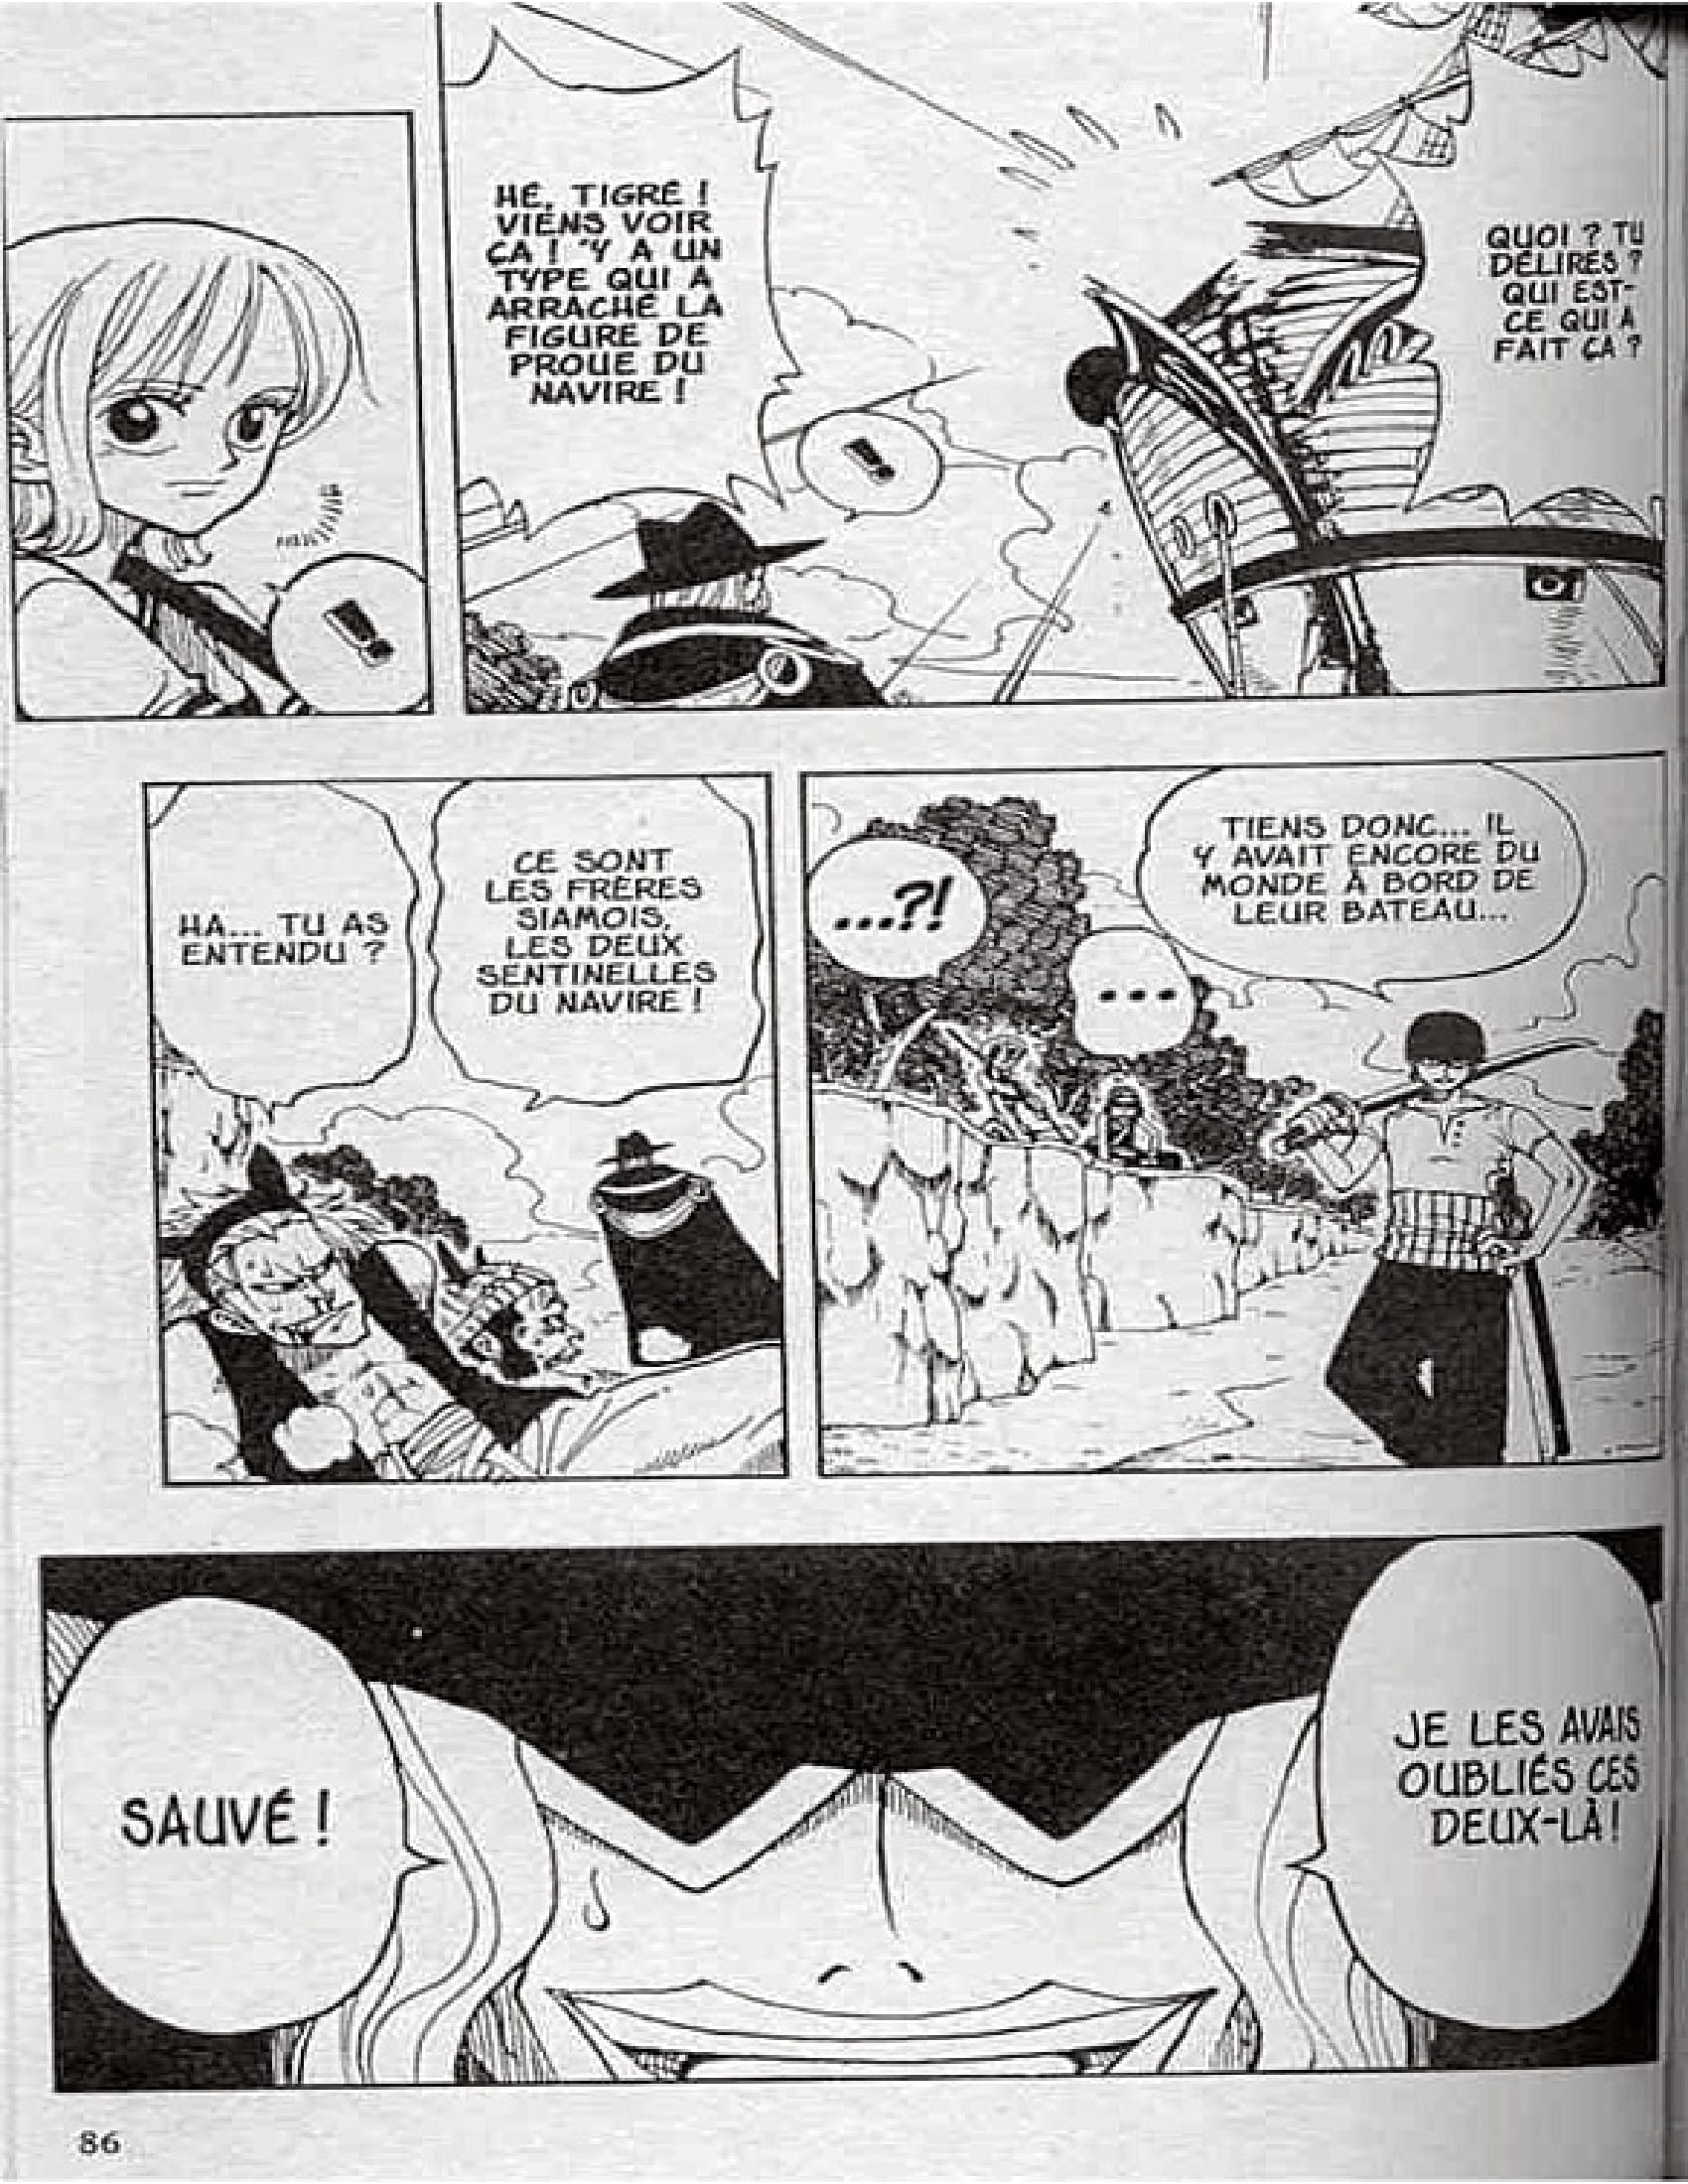 QUOI ? TU
DÉLIRES ?
QUI EST-
CE QUI A
FAIT ÇA ?
HÉ, TIGRE !
VIENS VOIR
ÇA ! 'Y A UN
TYPE QUI A
ARRACHÉ LA
FIGURE DE
PROUE DU
NAVIRE !
!
!
TIENS DONC... IL
Y AVAIT ENCORE DU
MONDE À BORD DE
LEUR BATEAU...
...
...?!
CE SONT
LES FRÈRES
SIAMOIS,
LES DEUX
SENTINELLES
DU NAVIRE !
HA... TU AS
ENTENDU ?
JE LES AVAIS
OUBLIÉS CES
DEUX-LÀ !
SAUVÉ !
86